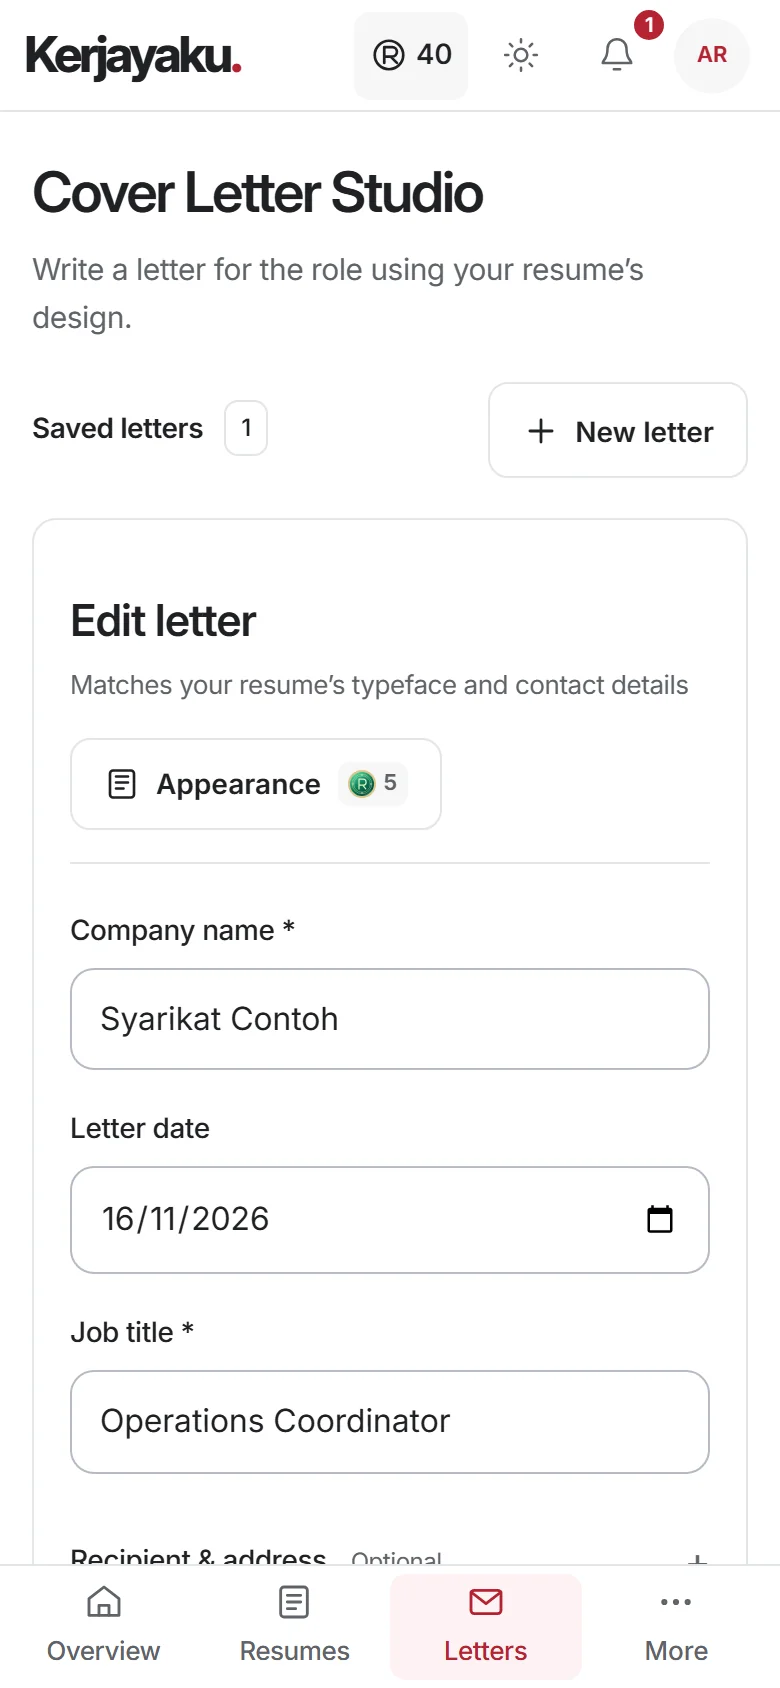 Kerjayaku.
R 40
1
AR
Cover Letter Studio
Write a letter for the role using your resume’s
design.
Saved letters 1
+ New letter
Edit letter
Matches your resume’s typeface and contact details
Appearance R 5
Company name *
Syarikat Contoh
Letter date
16/11/2026
Job title *
Operations Coordinator
Recipient & address Optional +
Overview
Resumes
Letters
More